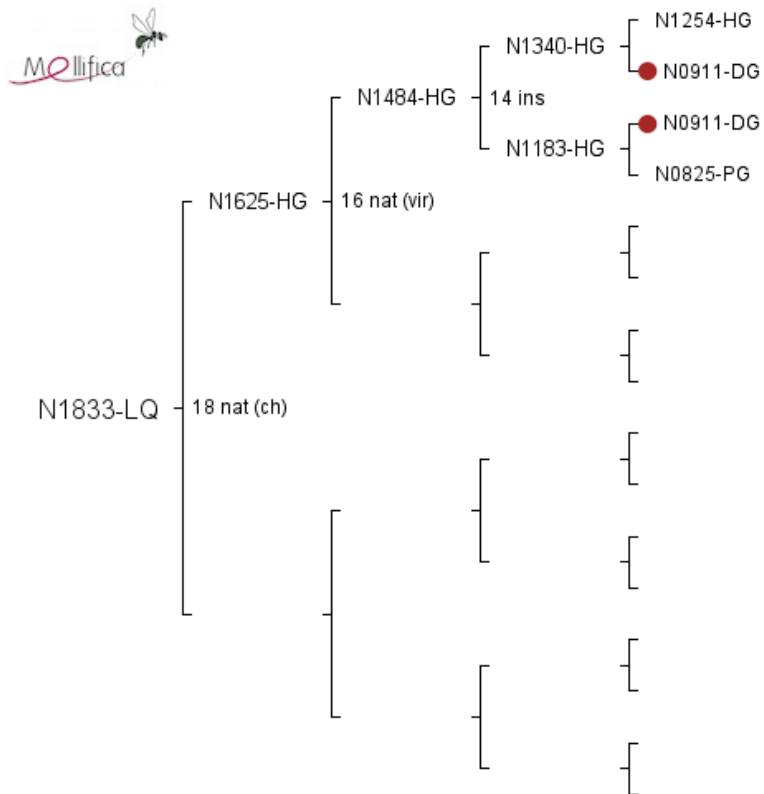 Mellifica
N1254-HG
N1340-HG
N0911-DG
N1484-HG
14 ins
N0911-DG
N1183-HG
N0825-PG
N1625-HG
16 nat (vir)
N1833-LQ
18 nat (ch)